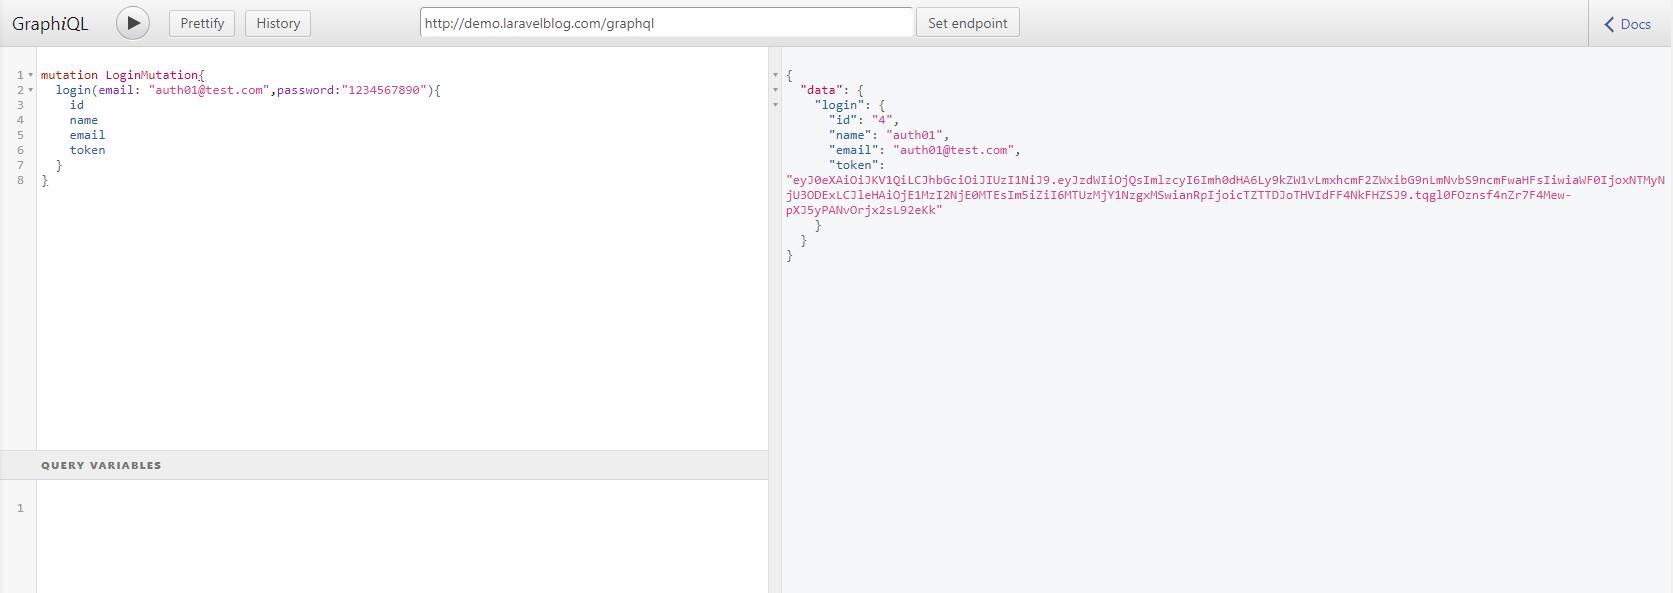 GraphiQL Prettify History http://demo.laravelblog.com/graphql Set endpoint Docs
1 mutation LoginMutation{
2 login(email: "auth01@test.com",password:"1234567890"){
3 id
4 name
5 email
6 token
7 }
8 }
QUERY VARIABLES
1
{
"data": {
"login": {
"id": "4",
"name": "auth01",
"email": "auth01@test.com",
"token":
"eyJ0eXAiOiJKV1QiLCJhbGciOiJIUzI1NiJ9.eyJzdWIiOjQsImlzcyI6Imh0dHA6Ly9kZW1vLmxhcmF2ZWxibG9nLmNvbS9ncmFwaHFsIiwiaWF0IjoxNTMyN
jU3ODExLCJleHAiOjE1MzI2NjE0MTEsIm5iZiI6MTUzMjY1NzgxMSwianRpIjoicTZTTDJoTHVIdFF4NkFHZSJ9.tqgl0FOznsf4nZr7F4Mew-
pXJ5yPANvOrjx2sL92eKk"
}
}
}